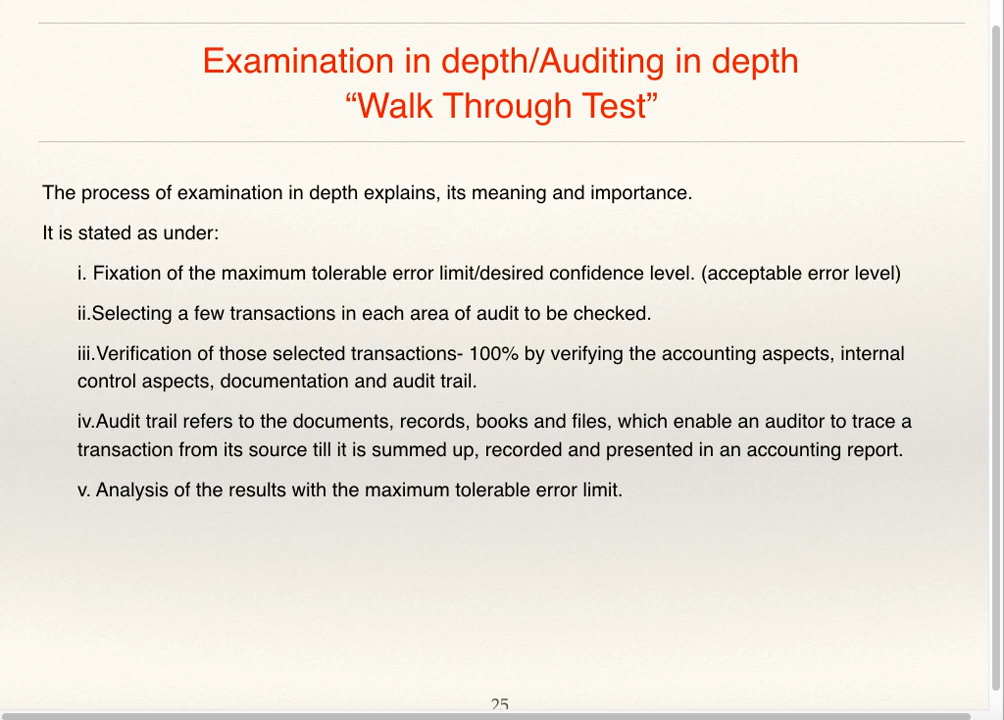 Examination in depth/Auditing in depth
“Walk Through Test”
The process of examination in depth explains, its meaning and importance.
It is stated as under:
i. Fixation of the maximum tolerable error limit/desired confidence level. (acceptable error level)
ii.Selecting a few transactions in each area of audit to be checked.
iii.Verification of those selected transactions- 100% by verifying the accounting aspects, internal
control aspects, documentation and audit trail.
iv.Audit trail refers to the documents, records, books and files, which enable an auditor to trace a
transaction from its source till it is summed up, recorded and presented in an accounting report.
v. Analysis of the results with the maximum tolerable error limit.
25